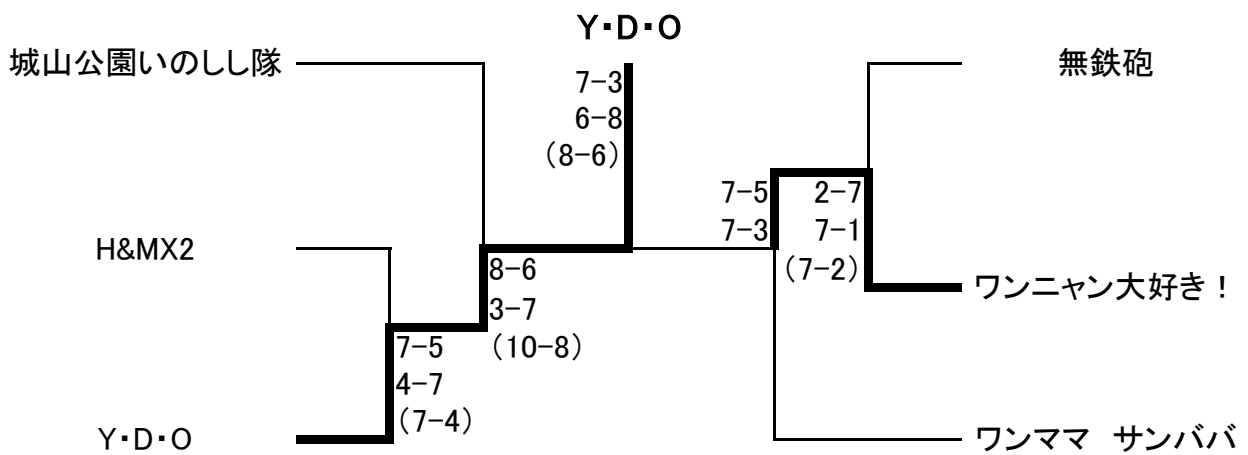 Y・D・O
城山公園いのしし隊
無鉄砲
7-3
6-8
(8-6)
7-5
7-3
2-7
7-1
(7-2)
H&MX2
8-6
3-7
(10-8)
ワンニャン大好き！
7-5
4-7
(7-4)
Y・D・O
ワンママ　サンババ